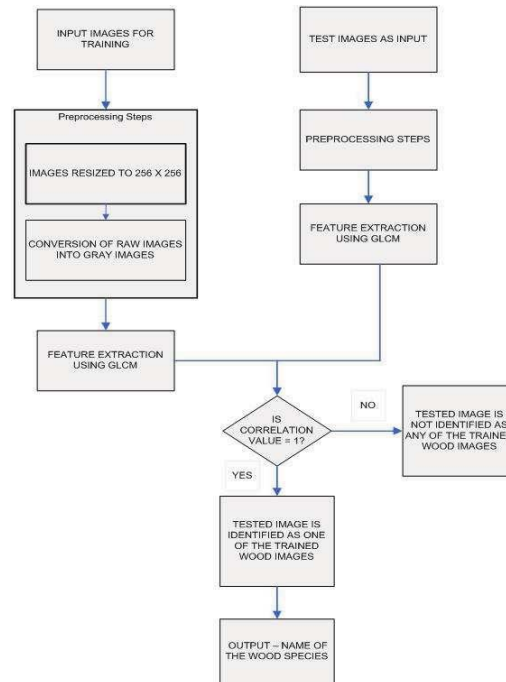 INPUT IMAGES FOR
TRAINING
Preprocessing Steps
IMAGES RESIZED TO 256 X 256
CONVERSION OF RAW IMAGES
INTO GRAY IMAGES
FEATURE EXTRACTION
USING GLCM
TEST IMAGES AS INPUT
PREPROCESSING STEPS
FEATURE EXTRACTION
USING GLCM
IS
CORRELATION
VALUE = 1?
NO
TESTED IMAGE IS
NOT IDENTIFIED AS
ANY OF THE TRAINE
WOOD IMAGES
YES
TESTED IMAGE IS
IDENTIFIED AS ONE
OF THE TRAINED
WOOD IMAGES
OUTPUT – NAME OF
THE WOOD SPECIES